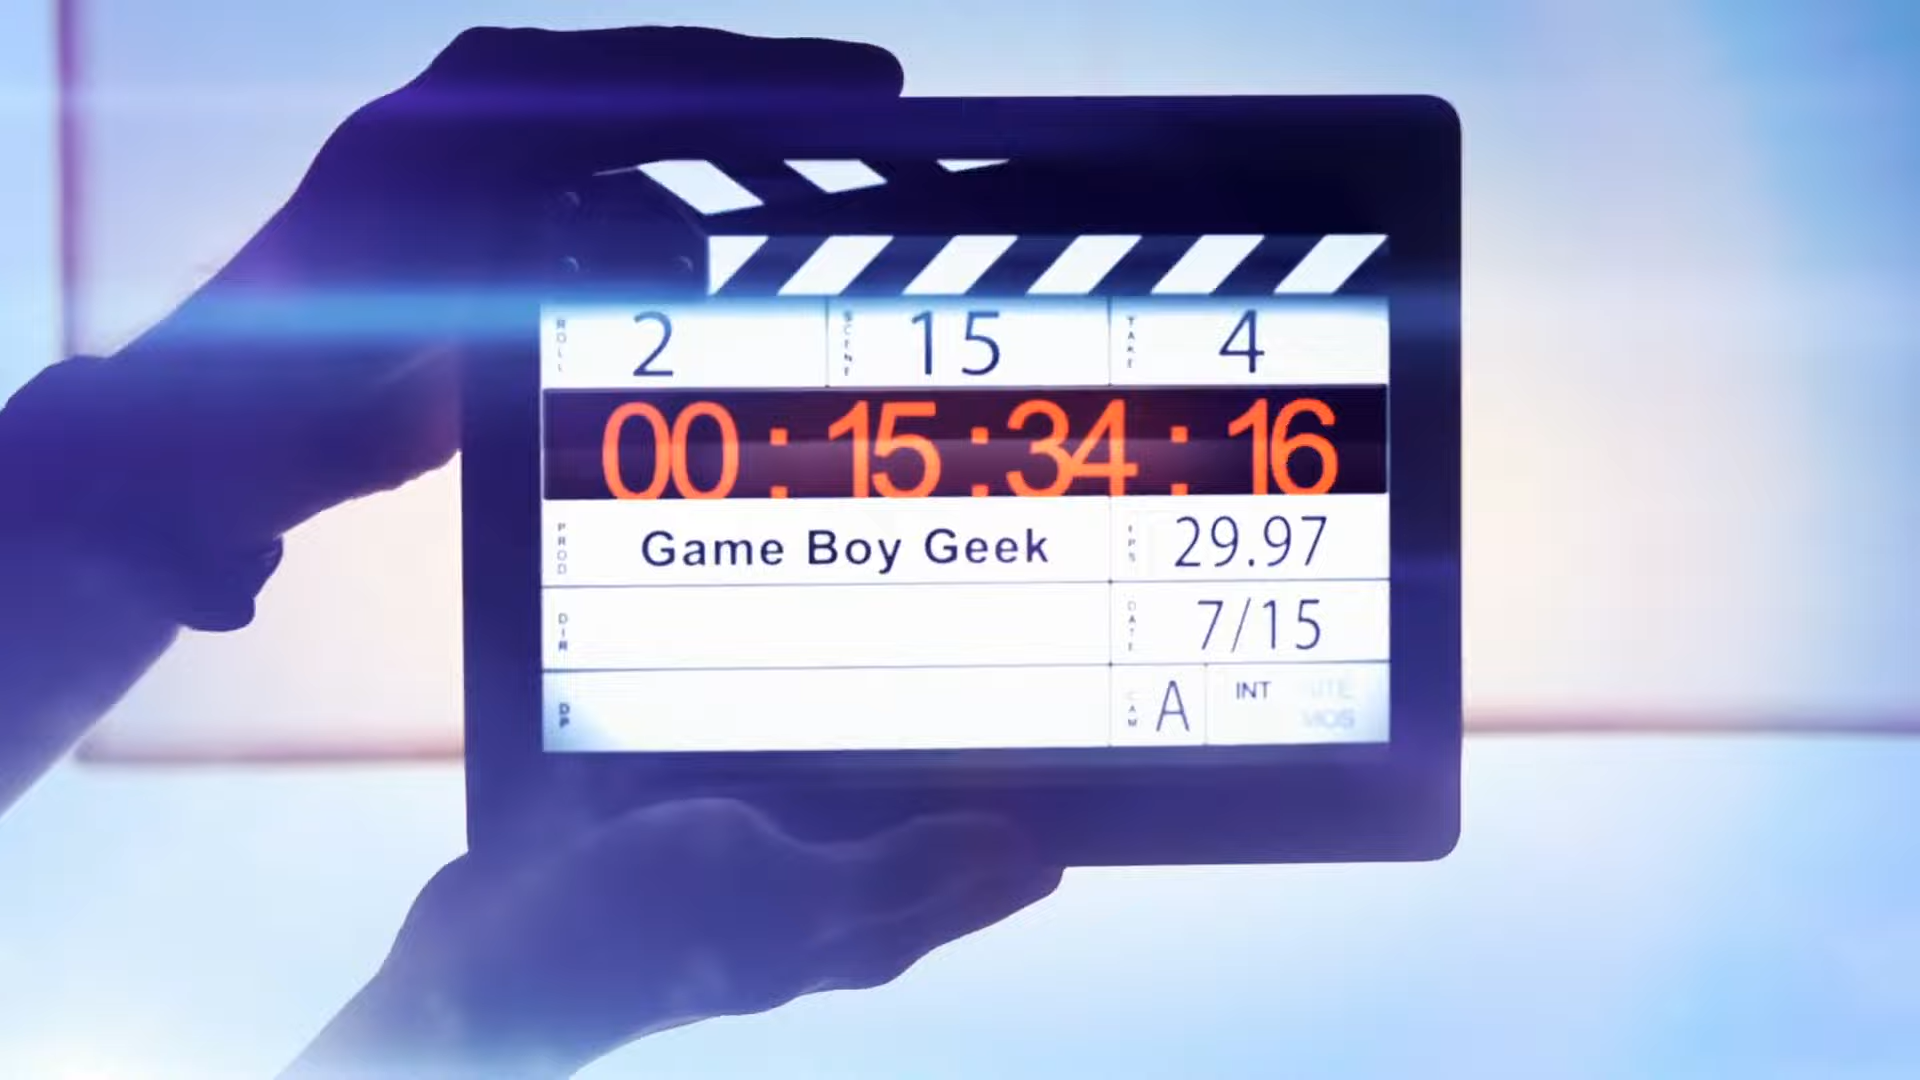 ROLL 2 SCENE 15 TAKE 4
00:15:34:16
PROD Game Boy Geek FPS 29.97
DIR DATE 7/15
DP CAM A INT
MOS